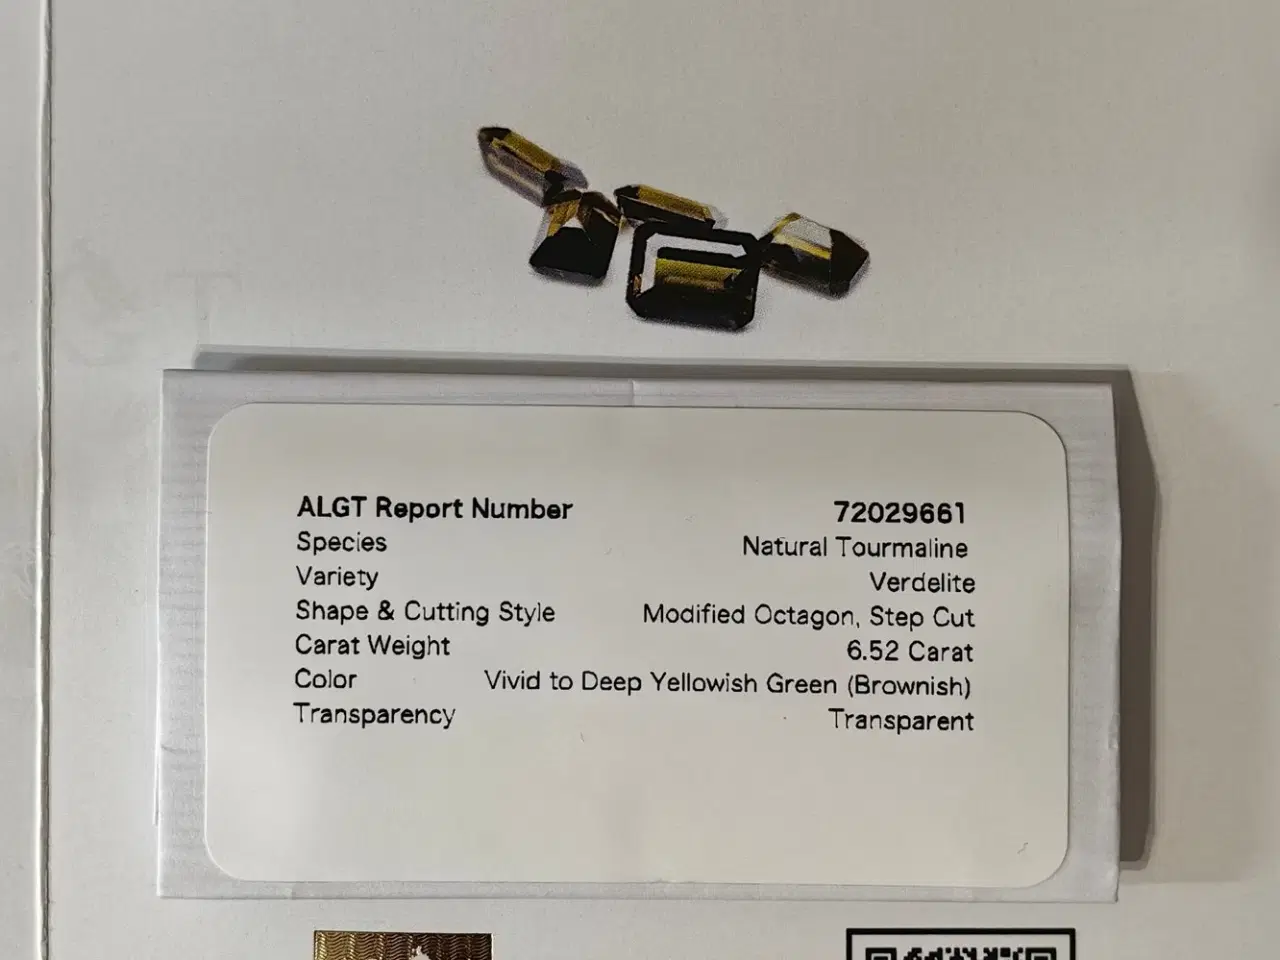 ALGT Report Number 72029661
Species Natural Tourmaline
Variety Verdelite
Shape & Cutting Style Modified Octagon, Step Cut
Carat Weight 6.52 Carat
Color Vivid to Deep Yellowish Green (Brownish)
Transparency Transparent